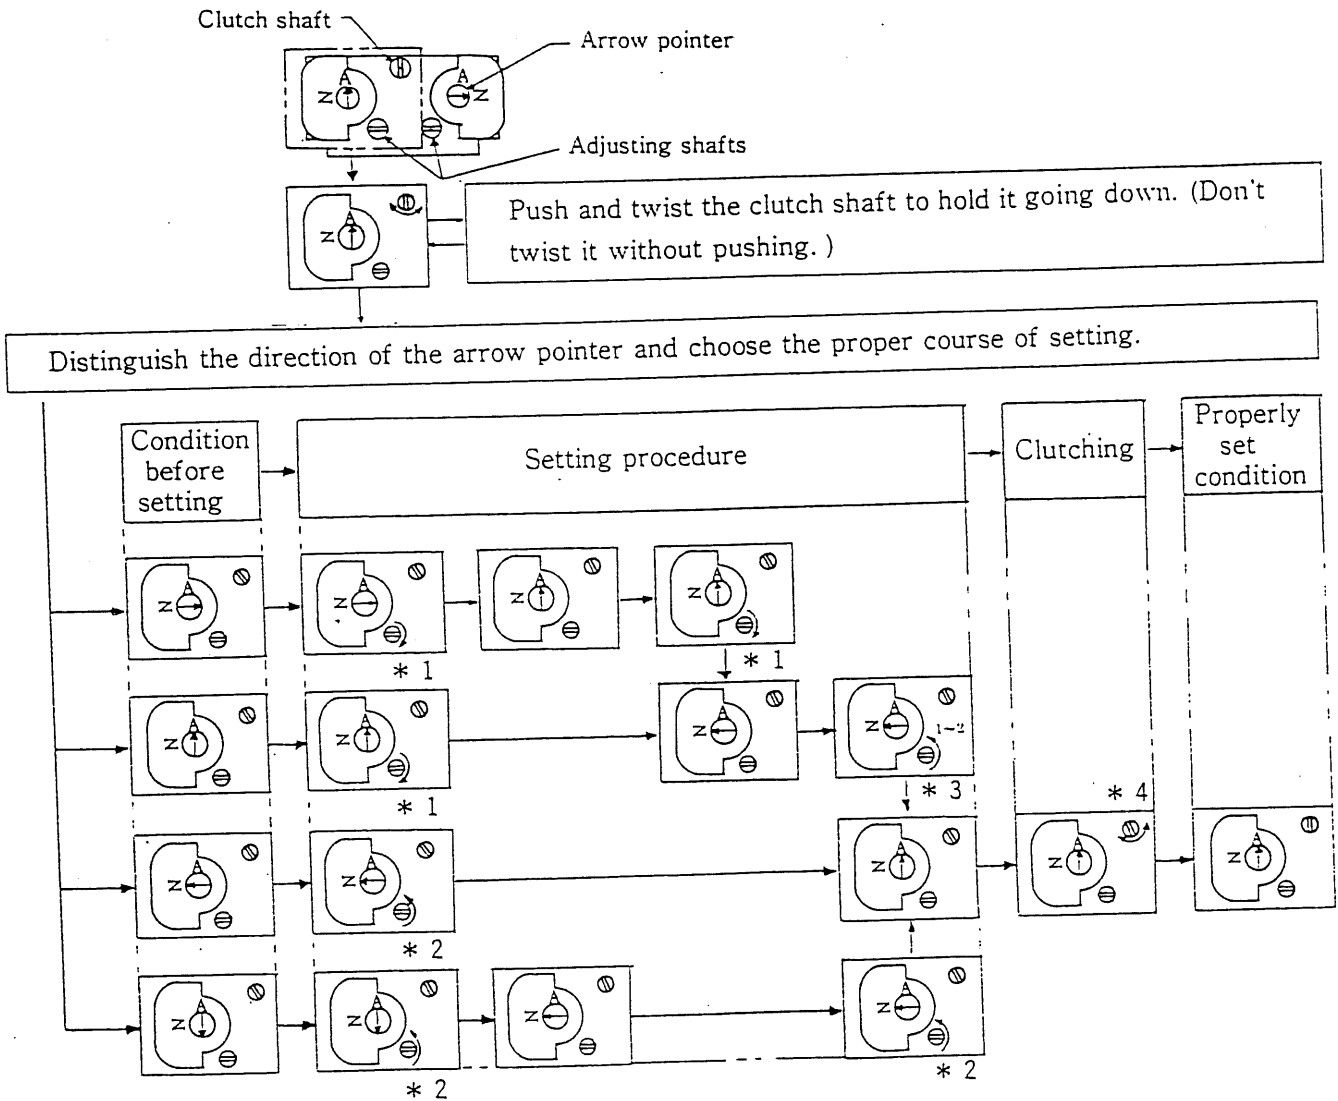 Clutch shaft
Arrow pointer
A
N
A
N
Adjusting shafts
A
N
Push and twist the clutch shaft to hold it going down. (Don't
twist it without pushing. )
Distinguish the direction of the arrow pointer and choose the proper course of setting.
Condition
before
setting
Setting procedure
Clutching
Properly
set
condition
A
N
A
N
* 1
A
N
A
N
* 1
A
N
A
N
* 1
A
N
A
N
1~2
* 3
A
N
A
N
* 2
A
N
* 4
A
N
A
N
A
N
A
N
* 2
A
N
A
N
* 2